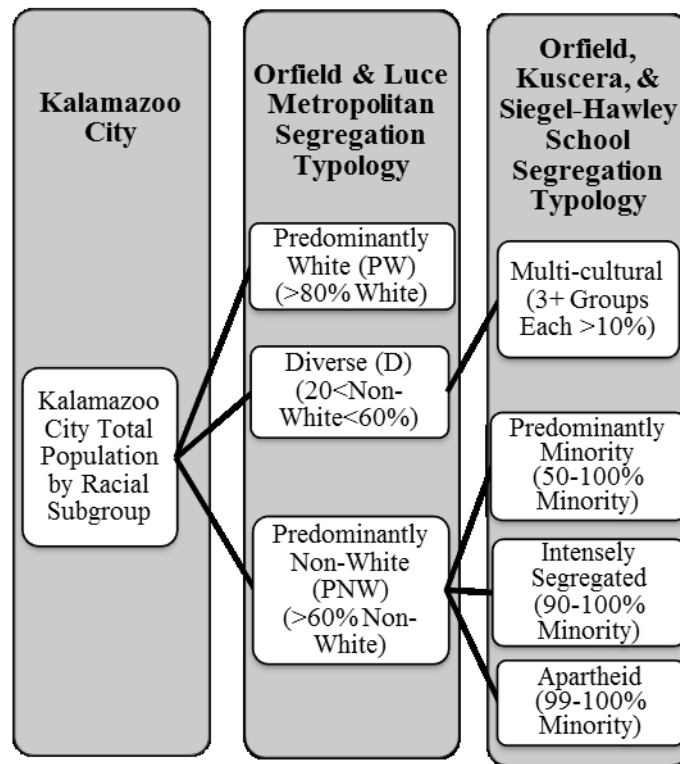 Kalamazoo
City
Kalamazoo
City Total
Population
by Racial
Subgroup
Orfield & Luce
Metropolitan
Segregation
Typology
Predominantly
White (PW)
(>80% White)
Diverse (D)
(20<Non-
White<60%)
Predominantly
Non-White
(PNW)
(>60% Non-
White)
Orfield,
Kuscera, &
Siegel-Hawley
School
Segregation
Typology
Multi-cultural
(3+ Groups
Each >10%)
Predominantly
Minority
(50-100%
Minority)
Intensely
Segregated
(90-100%
Minority)
Apartheid
(99-100%
Minority)